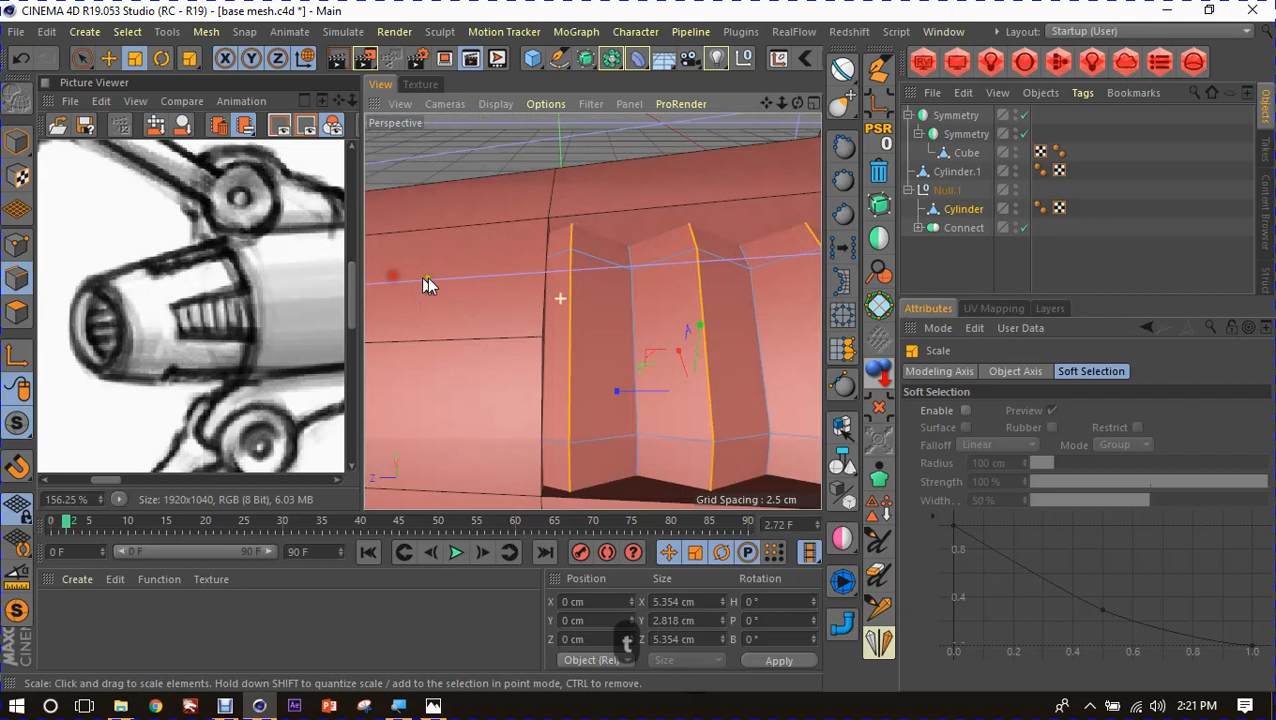 CINEMA 4D R19.053 Studio (RC - R19) - [base mesh.c4d *] - Main
File Edit Create Select Tools Mesh Snap Animate Simulate Render Sculpt Motion Tracker MoGraph Character Pipeline Plugins RealFlow Redshift Script Window Layout: Startup (User)
Picture Viewer
File Edit View Compare Animation
View Texture
View Cameras Display Options Filter Panel ProRender
Perspective
File Edit View Objects Tags Bookmarks
Symmetry
Symmetry
Cube
Cylinder.1
Null.1
Cylinder
Connect
Objects
Takes
Content Browser
Structure
PSR
0
Attributes UV Mapping Layers
Mode Edit User Data
Scale
Modeling Axis Object Axis Soft Selection
Soft Selection
Enable Preview
Surface Rubber Restrict
Falloff Linear Mode Group
Radius 100 cm
Strength 100 %
Width . . 50 %
0.8
0.4
0.0 0.2 0.4 0.6 0.8 1.0
Attributes
Grid Spacing : 2.5 cm
156.25 % Size: 1920x1040, RGB (8 Bit), 6.03 MB
0 2 5 10 15 20 25 30 35 40 45 50 55 60 65 70 75 80 85 90 2.72 F
0 F 0 F 90 F 90 F
Create Edit Function Texture
Position Size Rotation
X 0 cm X 5.354 cm H 0 °
Y 0 cm Y 2.818 cm P 0 °
Z 0 cm Z 5.354 cm B 0 °
Object (Rel) Size Apply
t
Scale: Click and drag to scale elements. Hold down SHIFT to quantize scale / add to the selection in point mode, CTRL to remove.
2:21 PM